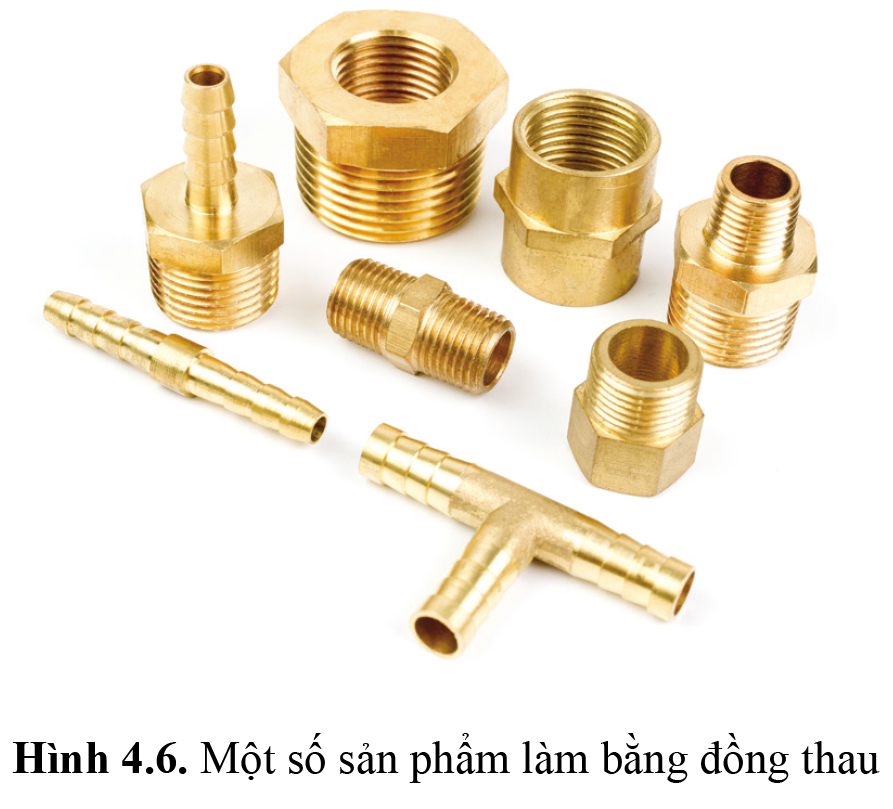 Hình 4.6. Một số sản phẩm làm bằng đồng thau